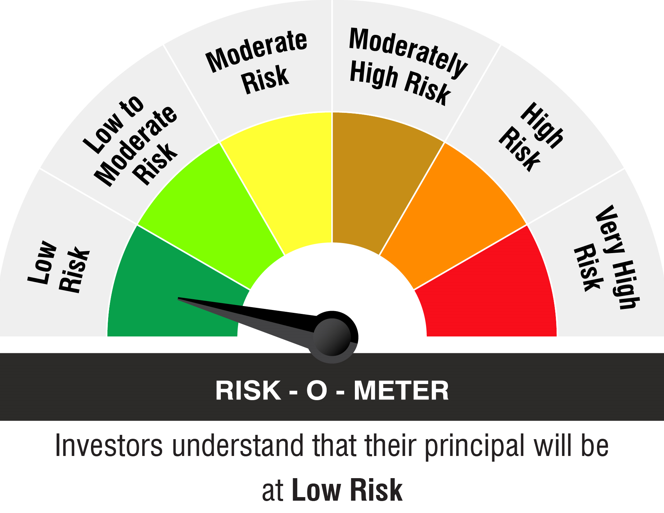 Low
Risk
Low to
Moderate
Risk
Moderate
Risk
Moderately
High Risk
High
Risk
Very High
Risk
RISK - O - METER
Investors understand that their principal will be
at Low Risk